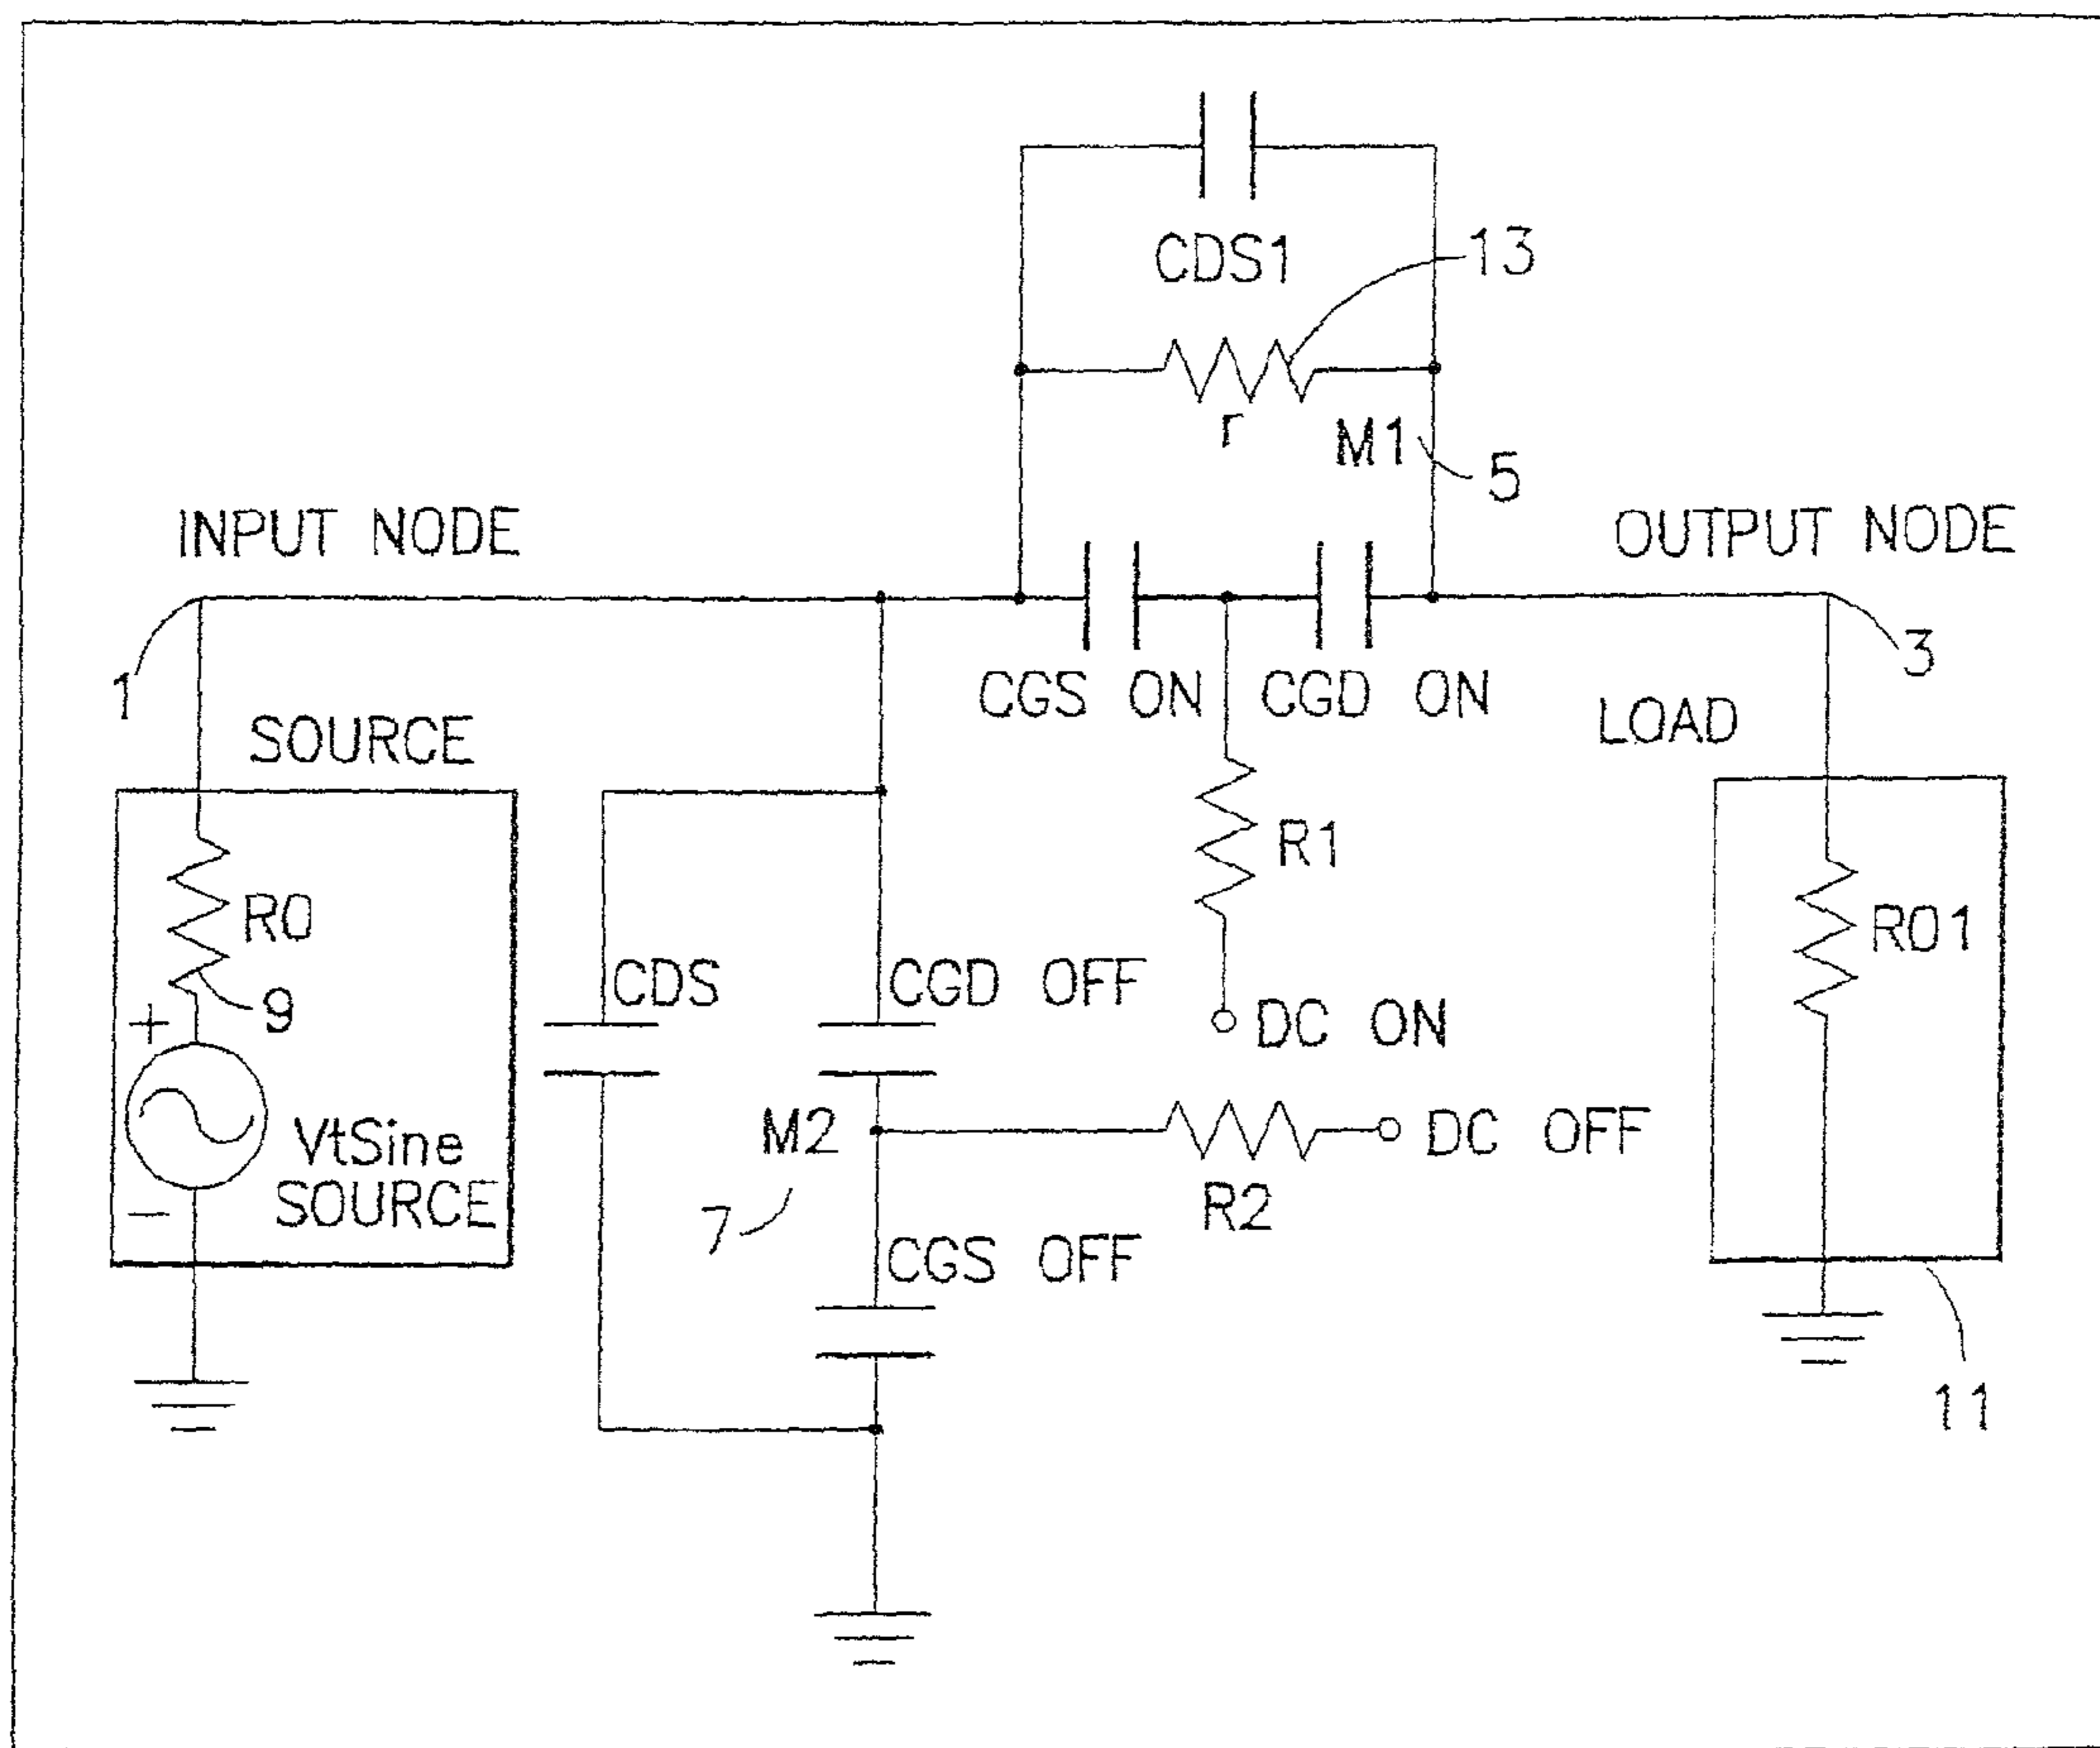 CDS1
13
r
M1
5
INPUT NODE
OUTPUT NODE
1
CGS ON
CGD ON
3
SOURCE
LOAD
R1
R0
R01
9
CDS
CGD OFF
+
DC ON
M2
DC OFF
VtSine
SOURCE
R2
7
CGS OFF
–
11